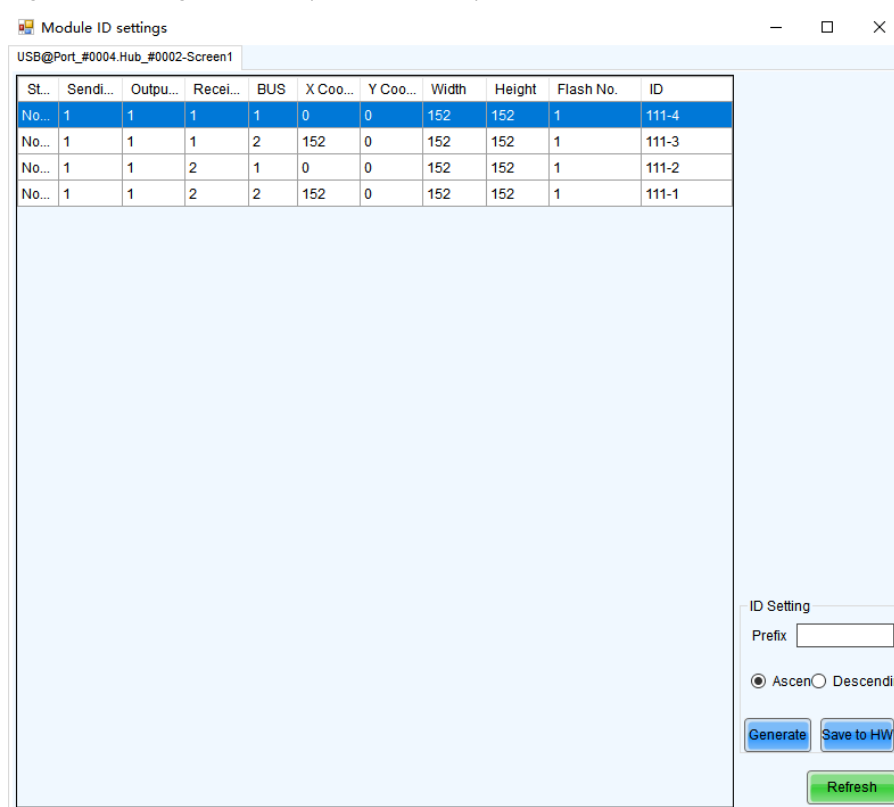 Module ID settings
USB@Port_#0004.Hub_#0002-Screen1
St... Sendi... Outpu... Recei... BUS X Coo... Y Coo... Width Height Flash No. ID
No... 1 1 1 1 0 0 152 152 1 111-4
No... 1 1 1 2 152 0 152 152 1 111-3
No... 1 1 2 1 0 0 152 152 1 111-2
No... 1 1 2 2 152 0 152 152 1 111-1
ID Setting
Prefix
Ascen Descendi
Generate Save to HW
Refresh